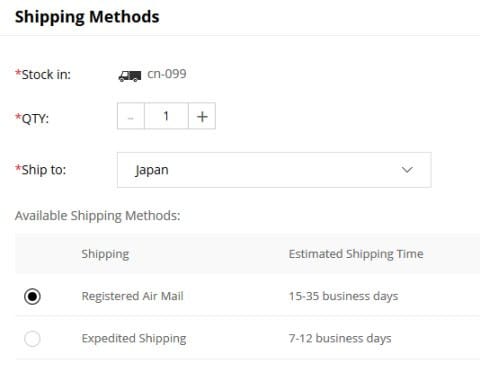 Shipping Methods
*Stock in: cn-099
*QTY: - 1 +
*Ship to: Japan
Available Shipping Methods:
Shipping Estimated Shipping Time
Registered Air Mail 15-35 business days
Expedited Shipping 7-12 business days